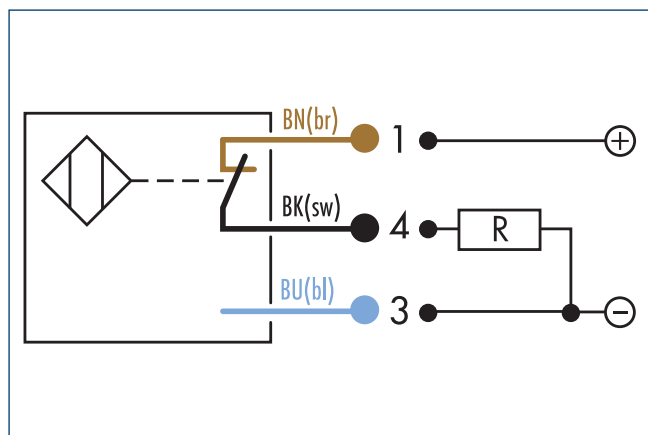 BN(br) 1 +
BK(sw) 4 R
BU(bl) 3 −